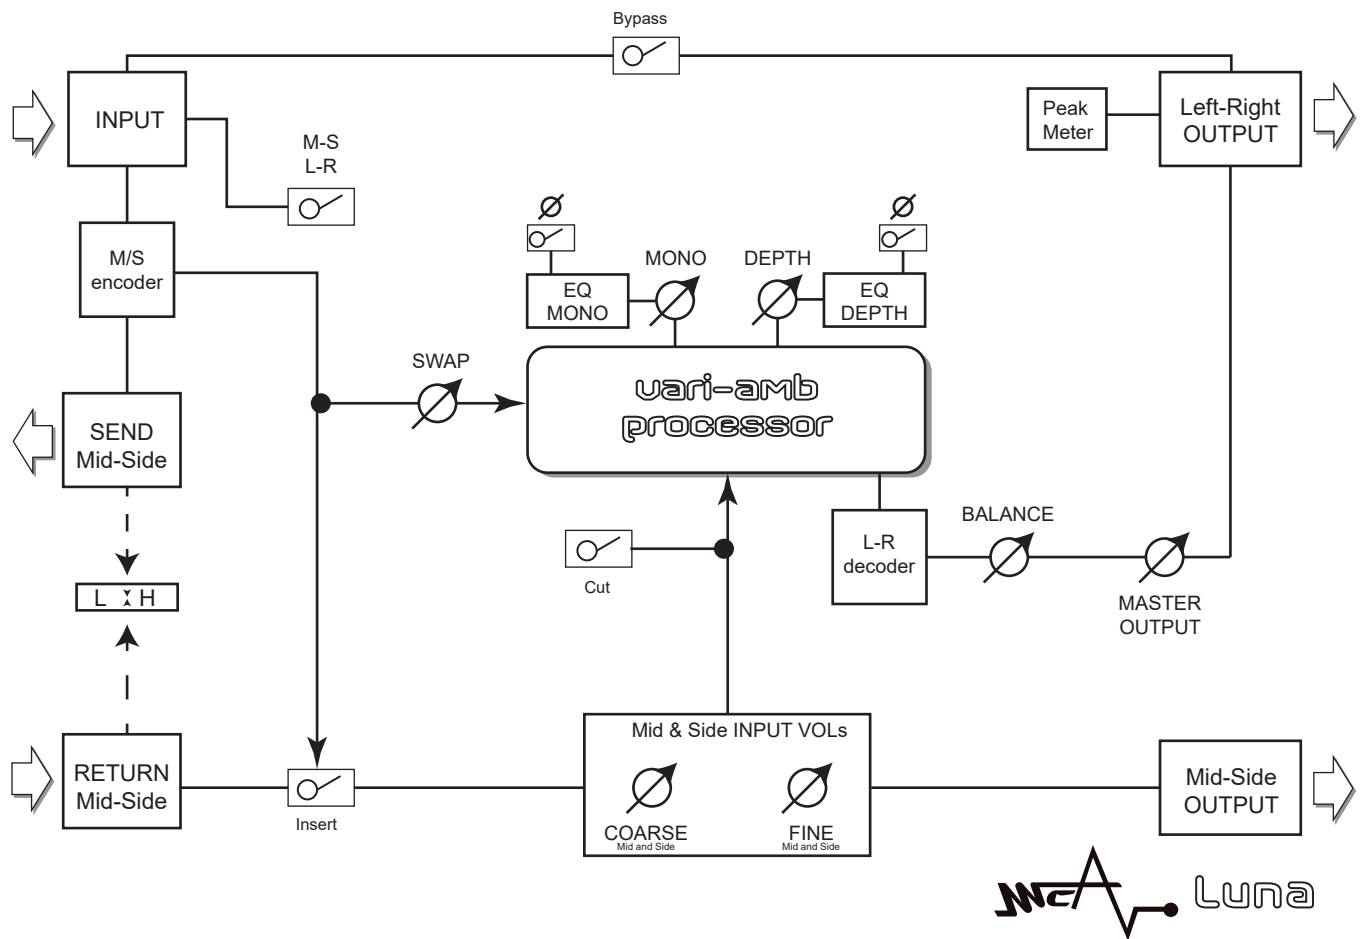 Bypass
INPUT
Peak
Meter
Left-Right
OUTPUT
M-S
L-R
M/S
encoder
MONO
DEPTH
EQ
MONO
EQ
DEPTH
SWAP
vari-amb
processor
SEND
Mid-Side
BALANCE
L-R
decoder
Cut
L H
MASTER
OUTPUT
Mid & Side INPUT VOLs
RETURN
Mid-Side
Insert
COARSE
Mid and Side
FINE
Mid and Side
Mid-Side
OUTPUT
McA
Luna